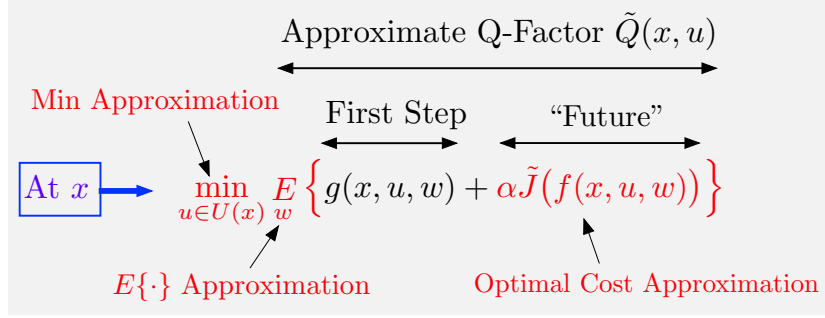 Approximate Q-Factor Q̃(x, u)
Min Approximation
First Step
“Future”
At x
min E { g(x, u, w) + αJ̃(f(x, u, w)) }
u∈U(x) w
E{·} Approximation
Optimal Cost Approximation